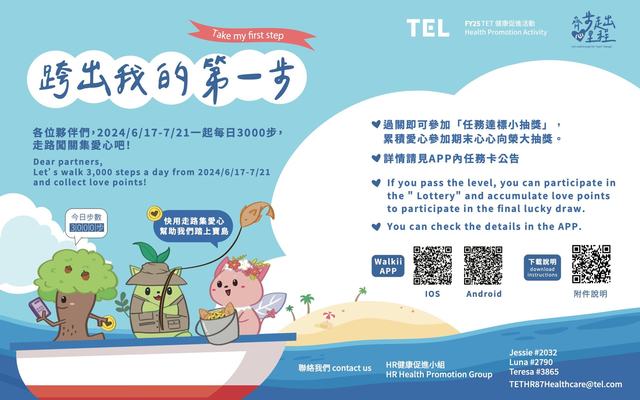 Take my first step
跨出我的第一步
TEL
FY25 TET 健康促進活動
Health Promotion Activity
各位夥伴們,2024/6/17-7/21一起每日3000步,
走路闖關集愛心吧!
Dear partners,
Let's walk 3,000 steps a day from 2024/6/17-7/21
and collect love points!
過關即可參加「任務達標小抽獎」,
累積愛心參加期末心心向榮大抽獎。
詳情請見APP內任務卡公告
If you pass the level, you can participate in
the " Lottery" and accumulate love points
to participate in the final lucky draw.
You can check the details in the APP.
今日步數
3000步
快用走路集愛心
幫助我們踏上寶島
Walkii
APP
IOS
Android
下載說明
download
instructions
附件說明
聯絡我們 contact us
HR健康促進小組
HR Health Promotion Group
Jessie #2032
Luna #2790
Teresa #3865
TETHR87Healthcare@tel.com